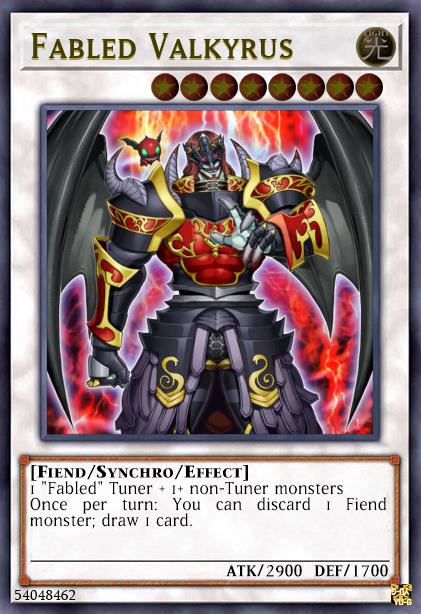 Fabled Valkyrus
LIGHT
光
[Fiend/Synchro/Effect]
1 "Fabled" Tuner + 1+ non-Tuner monsters
Once per turn: You can discard 1 Fiend
monster; draw 1 card.
ATK/2900 DEF/1700
54048462